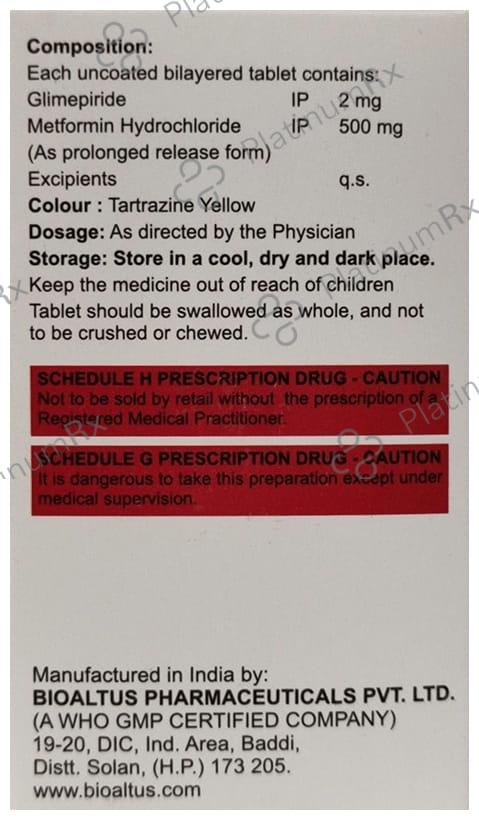 Composition:
Each uncoated bilayered tablet contains:
Glimepiride IP 2 mg
Metformin Hydrochloride IP 500 mg
(As prolonged release form)
Excipients q.s.
Colour : Tartrazine Yellow
Dosage: As directed by the Physician
Storage: Store in a cool, dry and dark place.
Keep the medicine out of reach of children
Tablet should be swallowed as whole, and not
to be crushed or chewed.
SCHEDULE H PRESCRIPTION DRUG - CAUTION
Not to be sold by retail without the prescription of a
Registered Medical Practitioner.
SCHEDULE G PRESCRIPTION DRUG - CAUTION
It is dangerous to take this preparation except under
medical supervision.
Manufactured in India by:
BIOALTUS PHARMACEUTICALS PVT. LTD.
(A WHO GMP CERTIFIED COMPANY)
19-20, DIC, Ind. Area, Baddi,
Distt. Solan, (H.P.) 173 205.
www.bioaltus.com
PlatinumRx
PlatinumRx